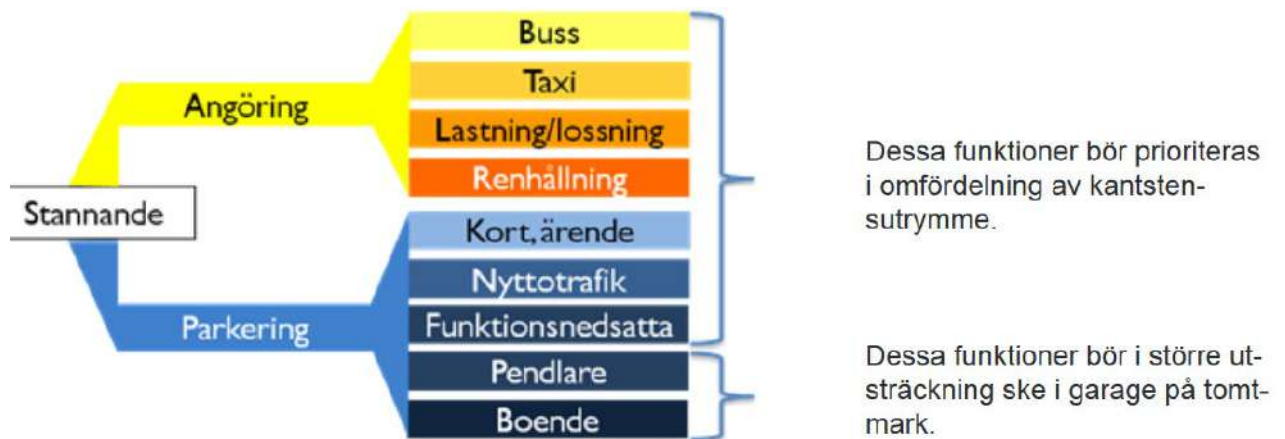 Stannande
Angöring
Buss
Taxi
Lastning/lossning
Renhållning
Parkering
Kort, ärende
Nyttotrafik
Funktionsnedsatta
Pendlare
Boende
Dessa funktioner bör prioriteras
i omfördelning av kantsten-
sutrymme.
Dessa funktioner bör i större ut-
sträckning ske i garage på tomt-
mark.